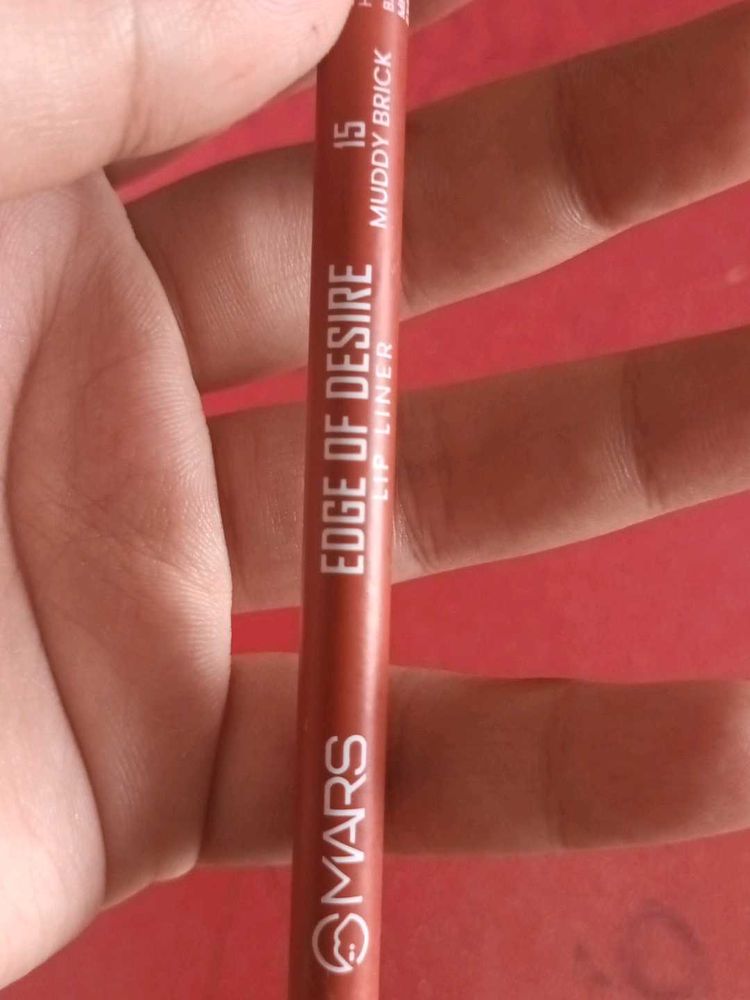 MARS
EDGE OF DESIRE
LIP LINER
15
MUDDY BRICK